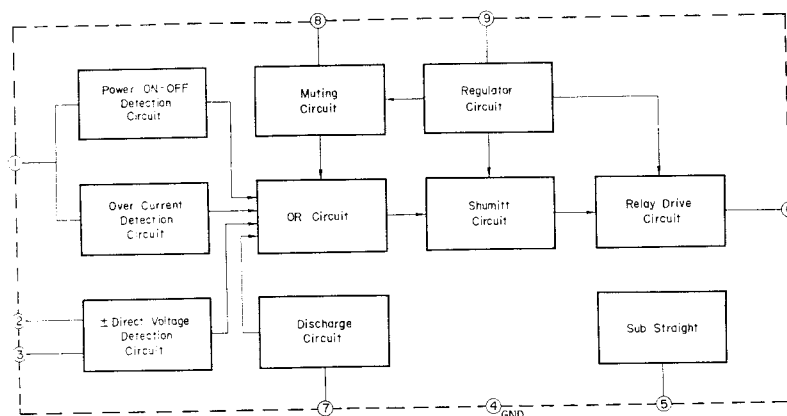 8
9
Power ON-OFF
Detection
Circuit
Muting
Circuit
Regulator
Circuit
1
Over Current
Detection
Circuit
OR Circuit
Shumitt
Circuit
Relay Drive
Circuit
2
3
± Direct Voltage
Detection
Circuit
Discharge
Circuit
Sub Straight
7
4
GND
5